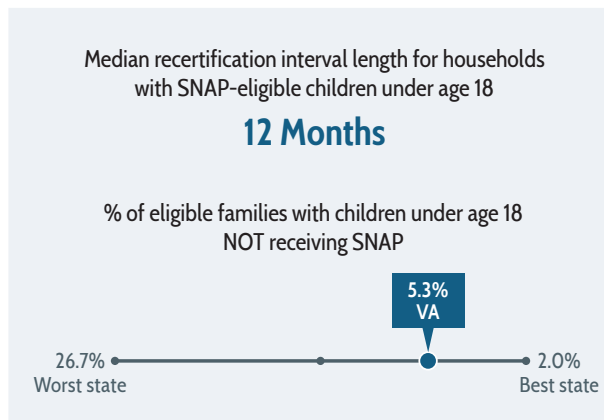 Median recertification interval length for households
with SNAP-eligible children under age 18
12 Months
% of eligible families with children under age 18
NOT receiving SNAP
5.3%
VA
26.7%
Worst state
2.0%
Best state